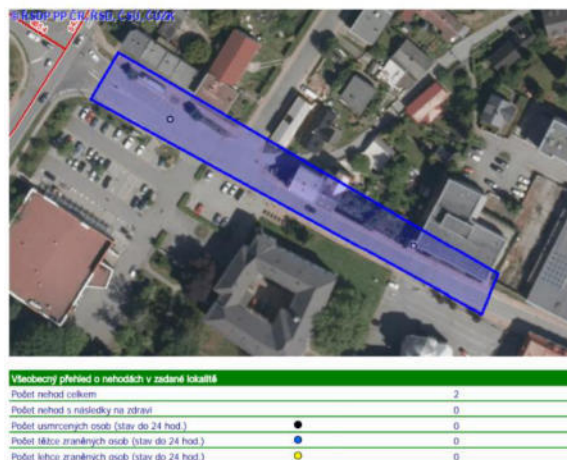 Všeobecný přehled o nehodách v zadané lokalitě
Počet nehod celkem 2
Počet nehod s následky na zdraví 0
Počet usmrcených osob (stav do 24 hod.) 0
Počet těžce zraněných osob (stav do 24 hod.) 0
Počet lehce zraněných osob (stav do 24 hod.) 0